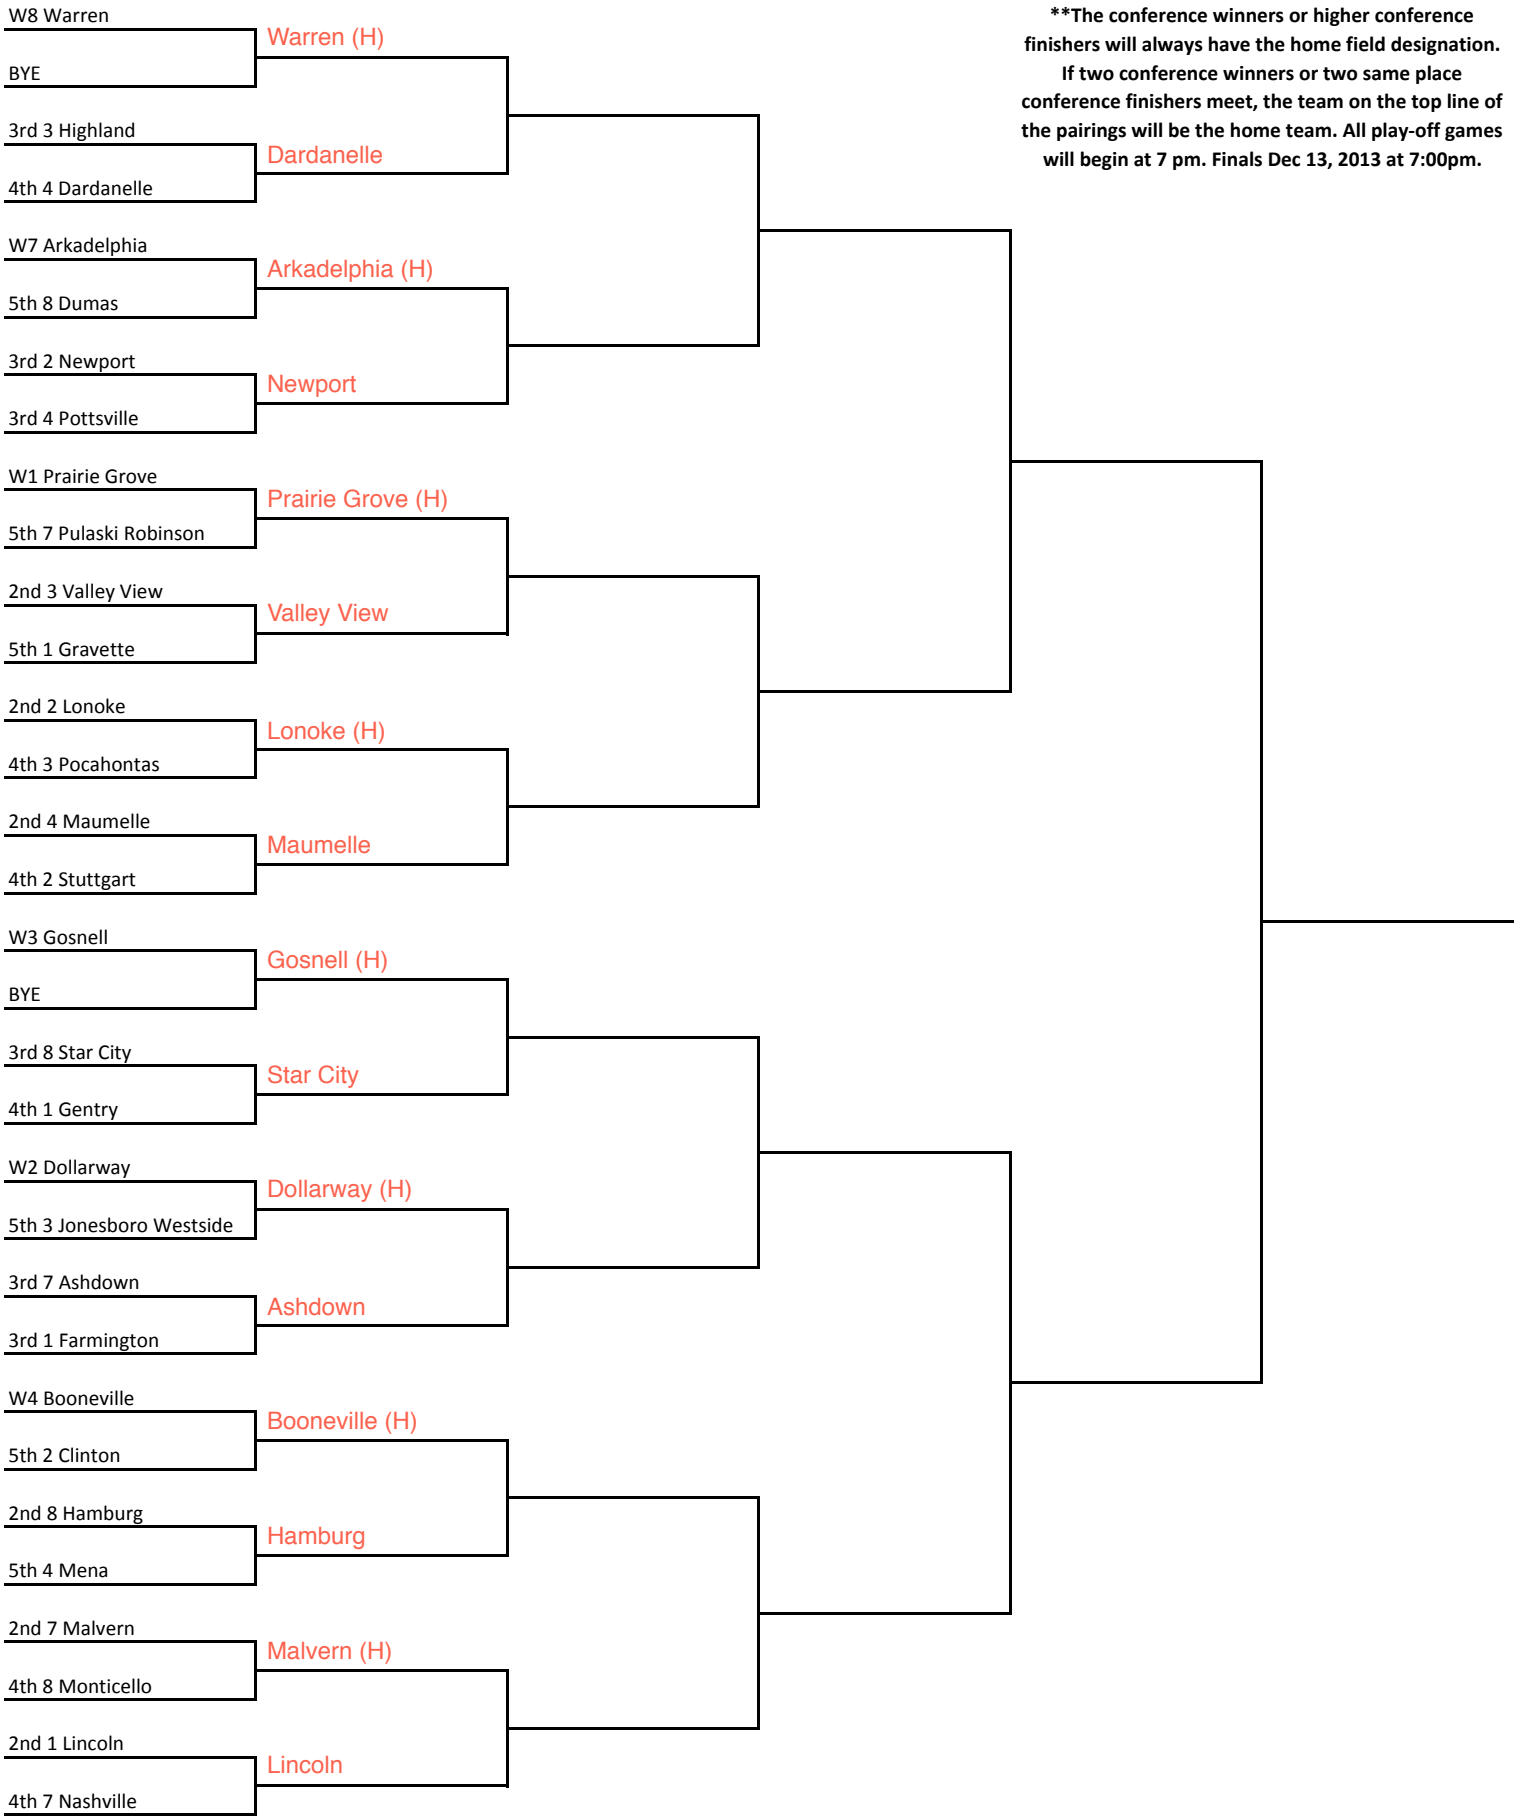 W8 Warren
BYE
3rd 3 Highland
4th 4 Dardanelle
W7 Arkadelphia
5th 8 Dumas
3rd 2 Newport
3rd 4 Pottsville
W1 Prairie Grove
5th 7 Pulaski Robinson
2nd 3 Valley View
5th 1 Gravette
2nd 2 Lonoke
4th 3 Pocahontas
2nd 4 Maumelle
4th 2 Stuttgart
W3 Gosnell
BYE
3rd 8 Star City
4th 1 Gentry
W2 Dollarway
5th 3 Jonesboro Westside
3rd 7 Ashdown
3rd 1 Farmington
W4 Booneville
5th 2 Clinton
2nd 8 Hamburg
5th 4 Mena
2nd 7 Malvern
4th 8 Monticello
2nd 1 Lincoln
4th 7 Nashville
Warren (H)
Dardanelle
Arkadelphia (H)
Newport
Prairie Grove (H)
Valley View
Lonoke (H)
Maumelle
Gosnell (H)
Star City
Dollarway (H)
Ashdown
Booneville (H)
Hamburg
Malvern (H)
Lincoln
**The conference winners or higher conference
finishers will always have the home field designation.
If two conference winners or two same place
conference finishers meet, the team on the top line of
the pairings will be the home team. All play-off games
will begin at 7 pm. Finals Dec 13, 2013 at 7:00pm.